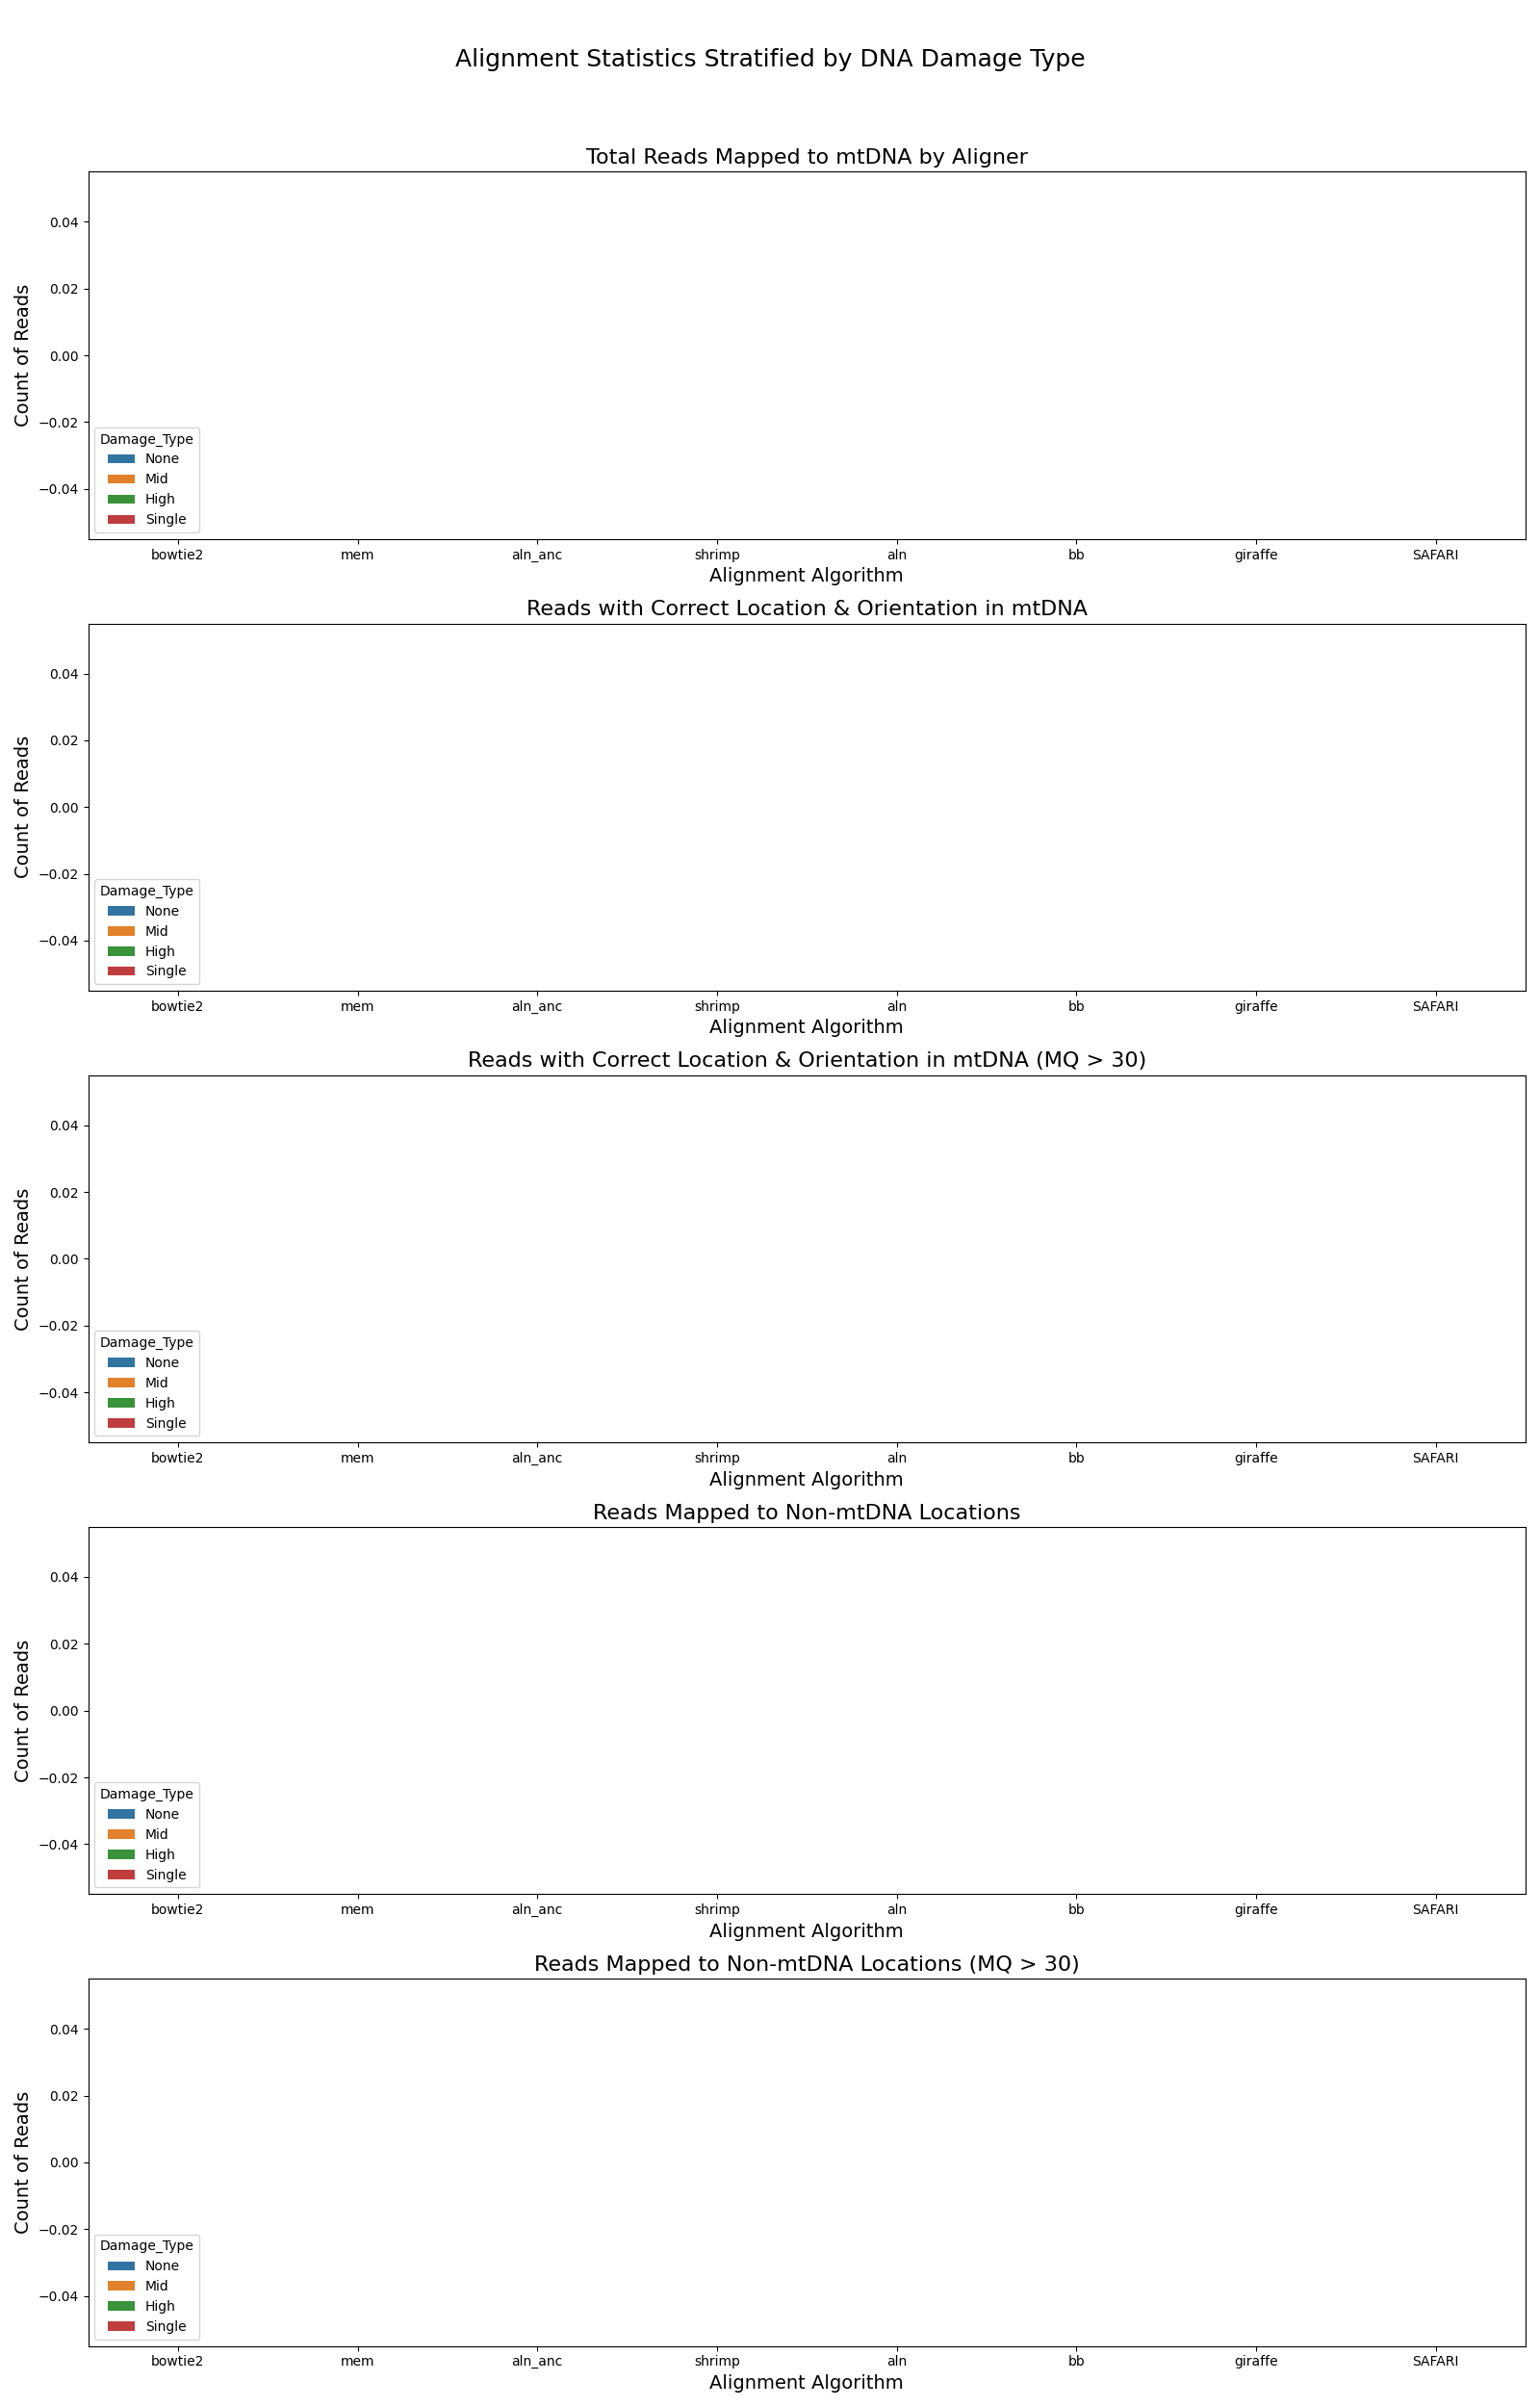 Alignment Statistics Stratified by DNA Damage Type
Total Reads Mapped to mtDNA by Aligner
Count of Reads
0.04
0.02
0.00
−0.02
−0.04
Damage_Type
None
Mid
High
Single
bowtie2 mem aln_anc shrimp aln bb giraffe SAFARI
Alignment Algorithm
Reads with Correct Location & Orientation in mtDNA
Count of Reads
0.04
0.02
0.00
−0.02
−0.04
Damage_Type
None
Mid
High
Single
bowtie2 mem aln_anc shrimp aln bb giraffe SAFARI
Alignment Algorithm
Reads with Correct Location & Orientation in mtDNA (MQ > 30)
Count of Reads
0.04
0.02
0.00
−0.02
−0.04
Damage_Type
None
Mid
High
Single
bowtie2 mem aln_anc shrimp aln bb giraffe SAFARI
Alignment Algorithm
Reads Mapped to Non-mtDNA Locations
Count of Reads
0.04
0.02
0.00
−0.02
−0.04
Damage_Type
None
Mid
High
Single
bowtie2 mem aln_anc shrimp aln bb giraffe SAFARI
Alignment Algorithm
Reads Mapped to Non-mtDNA Locations (MQ > 30)
Count of Reads
0.04
0.02
0.00
−0.02
−0.04
Damage_Type
None
Mid
High
Single
bowtie2 mem aln_anc shrimp aln bb giraffe SAFARI
Alignment Algorithm